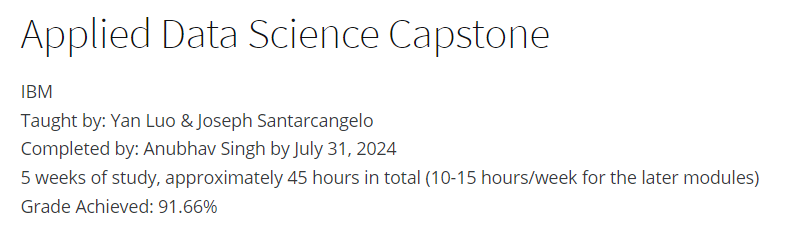 Applied Data Science Capstone
IBM
Taught by: Yan Luo & Joseph Santarcangelo
Completed by: Anubhav Singh by July 31, 2024
5 weeks of study, approximately 45 hours in total (10-15 hours/week for the later modules)
Grade Achieved: 91.66%